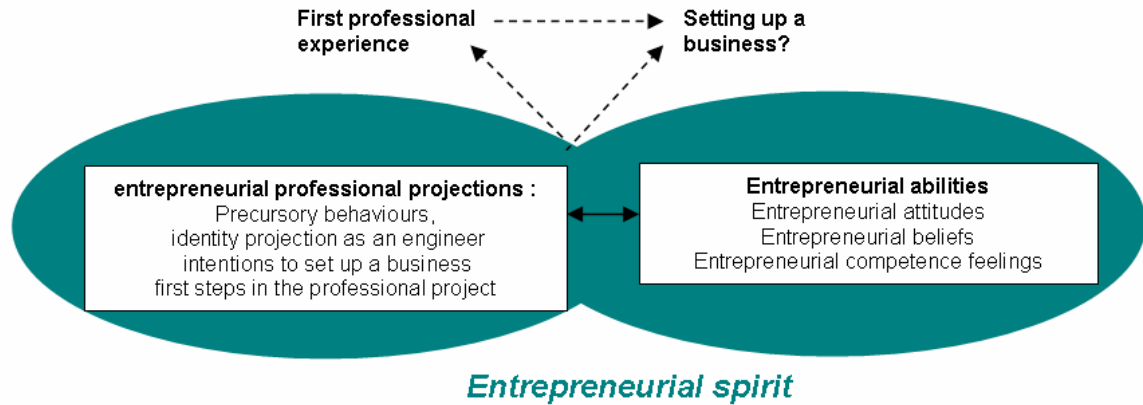 First professional
experience
Setting up a
business?
entrepreneurial professional projections :
Precursory behaviours,
identity projection as an engineer
intentions to set up a business
first steps in the professional project
Entrepreneurial abilities
Entrepreneurial attitudes
Entrepreneurial beliefs
Entrepreneurial competence feelings
Entrepreneurial spirit